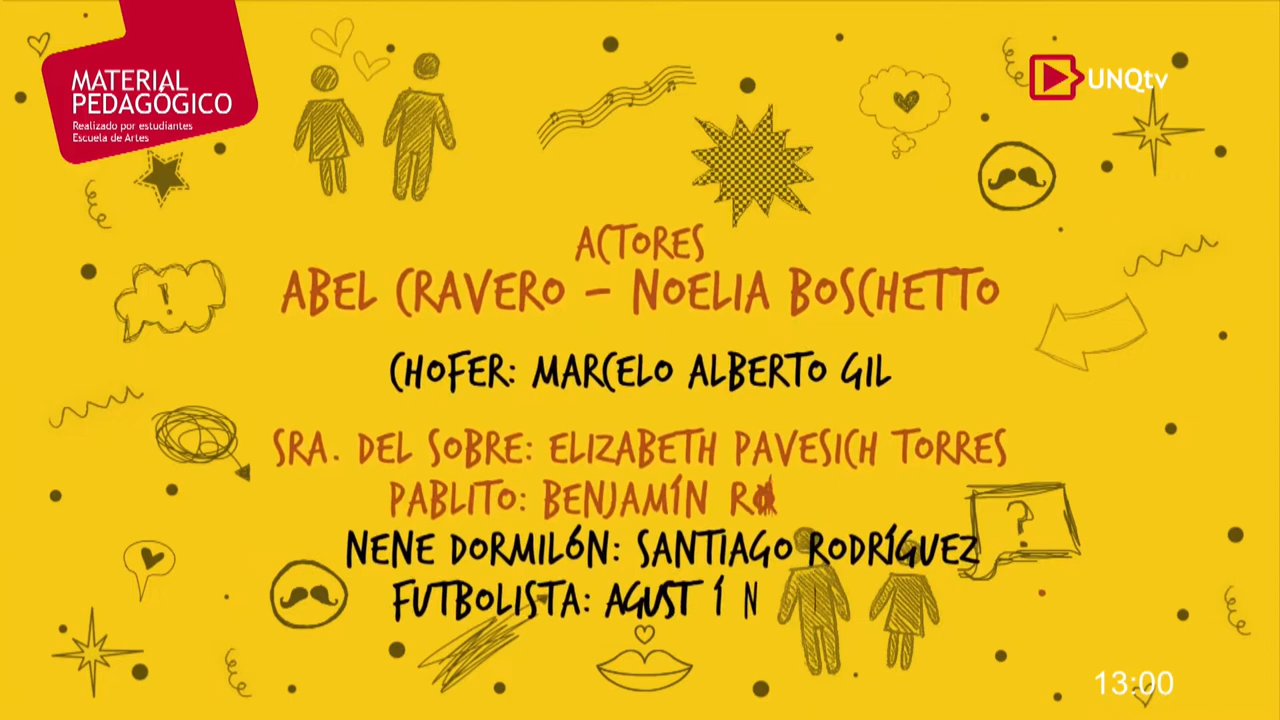 MATERIAL
PEDAGÓGICO
Realizado por estudiantes
Escuela de Artes
UNQtv
ACTORES
ABEL CRAVERO – NOELIA BOSCHETTO
CHOFER: MARCELO ALBERTO GIL
SRA. DEL SOBRE: ELIZABETH PAVESICH TORRES
PABLITO: BENJAMÍN
NENE DORMILÓN: SANTIAGO RODRÍGUEZ
FUTBOLISTA: AGUSTÍN
!
?
13:00